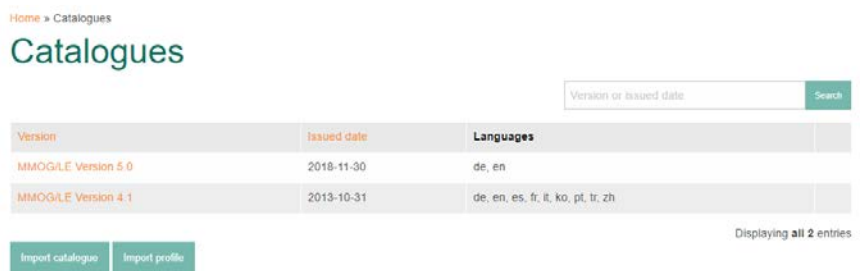 Home » Catalogues
Catalogues
Version or issued date Search
Version Issued date Languages
MMOG/LE Version 5.0 2018-11-30 de, en
MMOG/LE Version 4.1 2013-10-31 de, en, es, fr, it, ko, pt, tr, zh
Displaying all 2 entries
Import catalogue Import profile